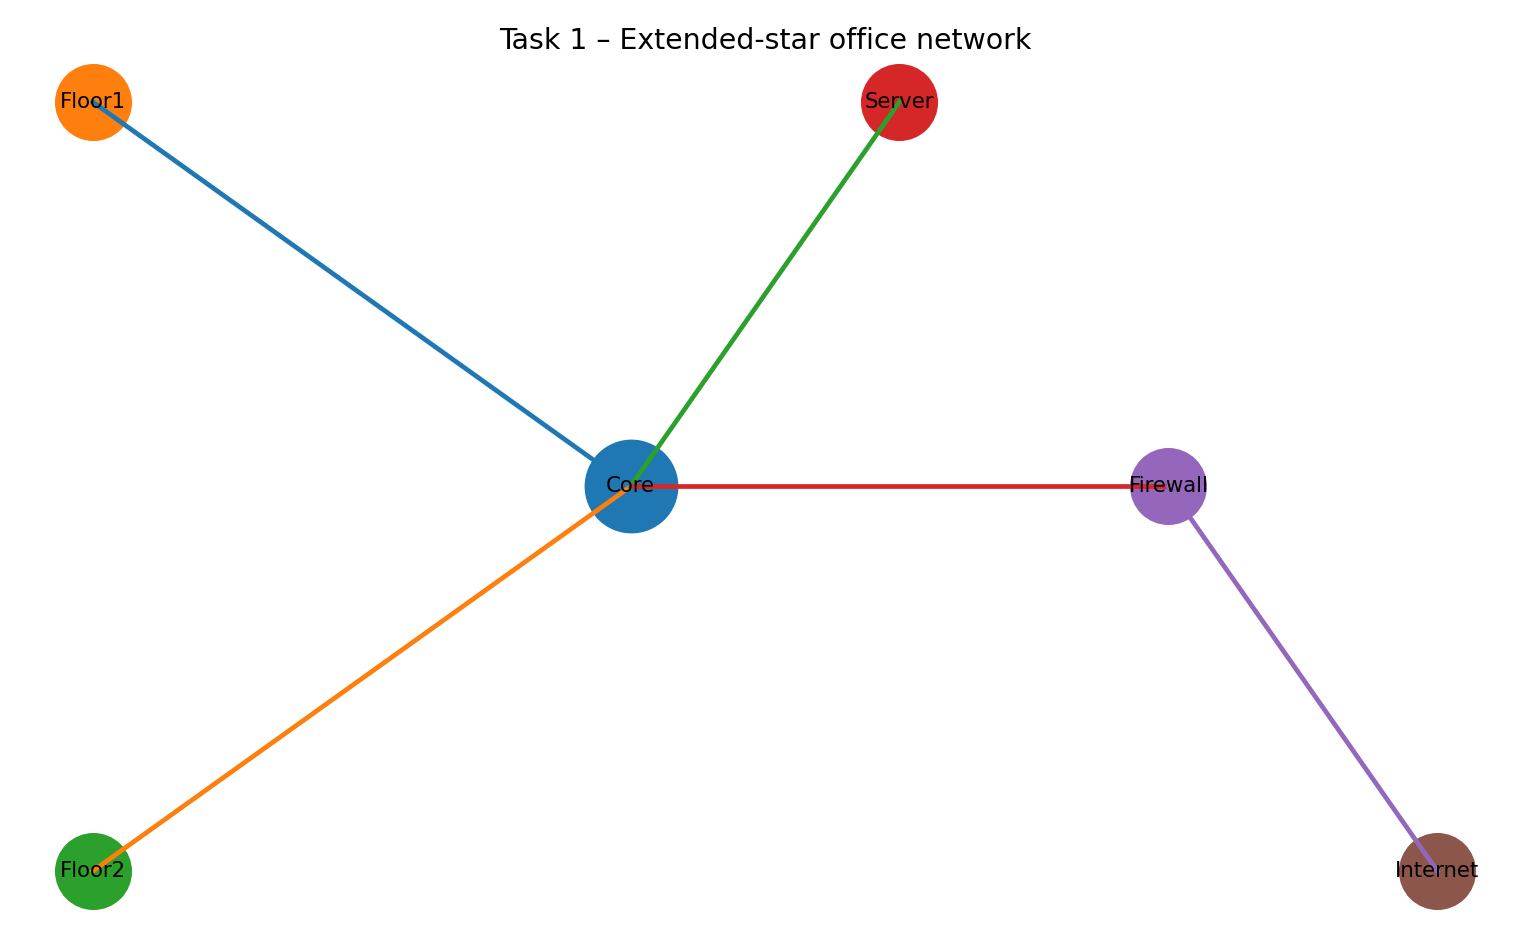 Task 1 – Extended-star office network
Floor1
Server
Core
Firewall
Floor2
Internet